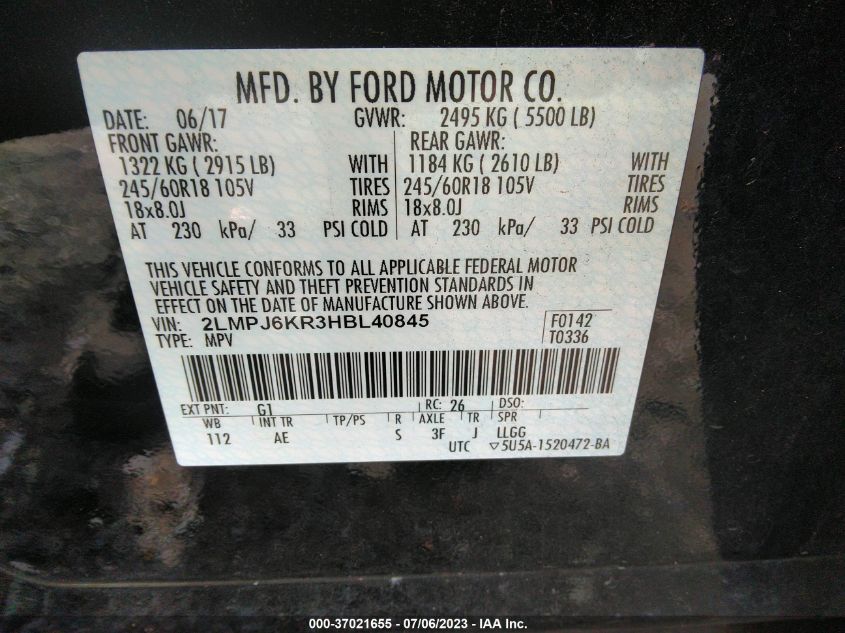 MFD. BY FORD MOTOR CO.
DATE: 06/17 GVWR: 2495 KG ( 5500 LB)
FRONT GAWR: REAR GAWR:
1322 KG ( 2915 LB) WITH 1184 KG ( 2610 LB) WITH
245/60R18 105V TIRES 245/60R18 105V TIRES
18x8.0J RIMS 18x8.0J RIMS
AT 230 kPa/ 33 PSI COLD AT 230 kPa/ 33 PSI COLD
THIS VEHICLE CONFORMS TO ALL APPLICABLE FEDERAL MOTOR
VEHICLE SAFETY AND THEFT PREVENTION STANDARDS IN
EFFECT ON THE DATE OF MANUFACTURE SHOWN ABOVE.
VIN: 2LMPJ6KR3HBL40845 F0142
TYPE: MPV T0336
EXT PNT: G1 RC: 26 DSO:
WB INT TR TP/PS R AXLE TR SPR
112 AE S 3F J LLGG
UTC ▽5U5A-1520472-BA
000-37021655 / 07/06/2023 - IAA Inc.